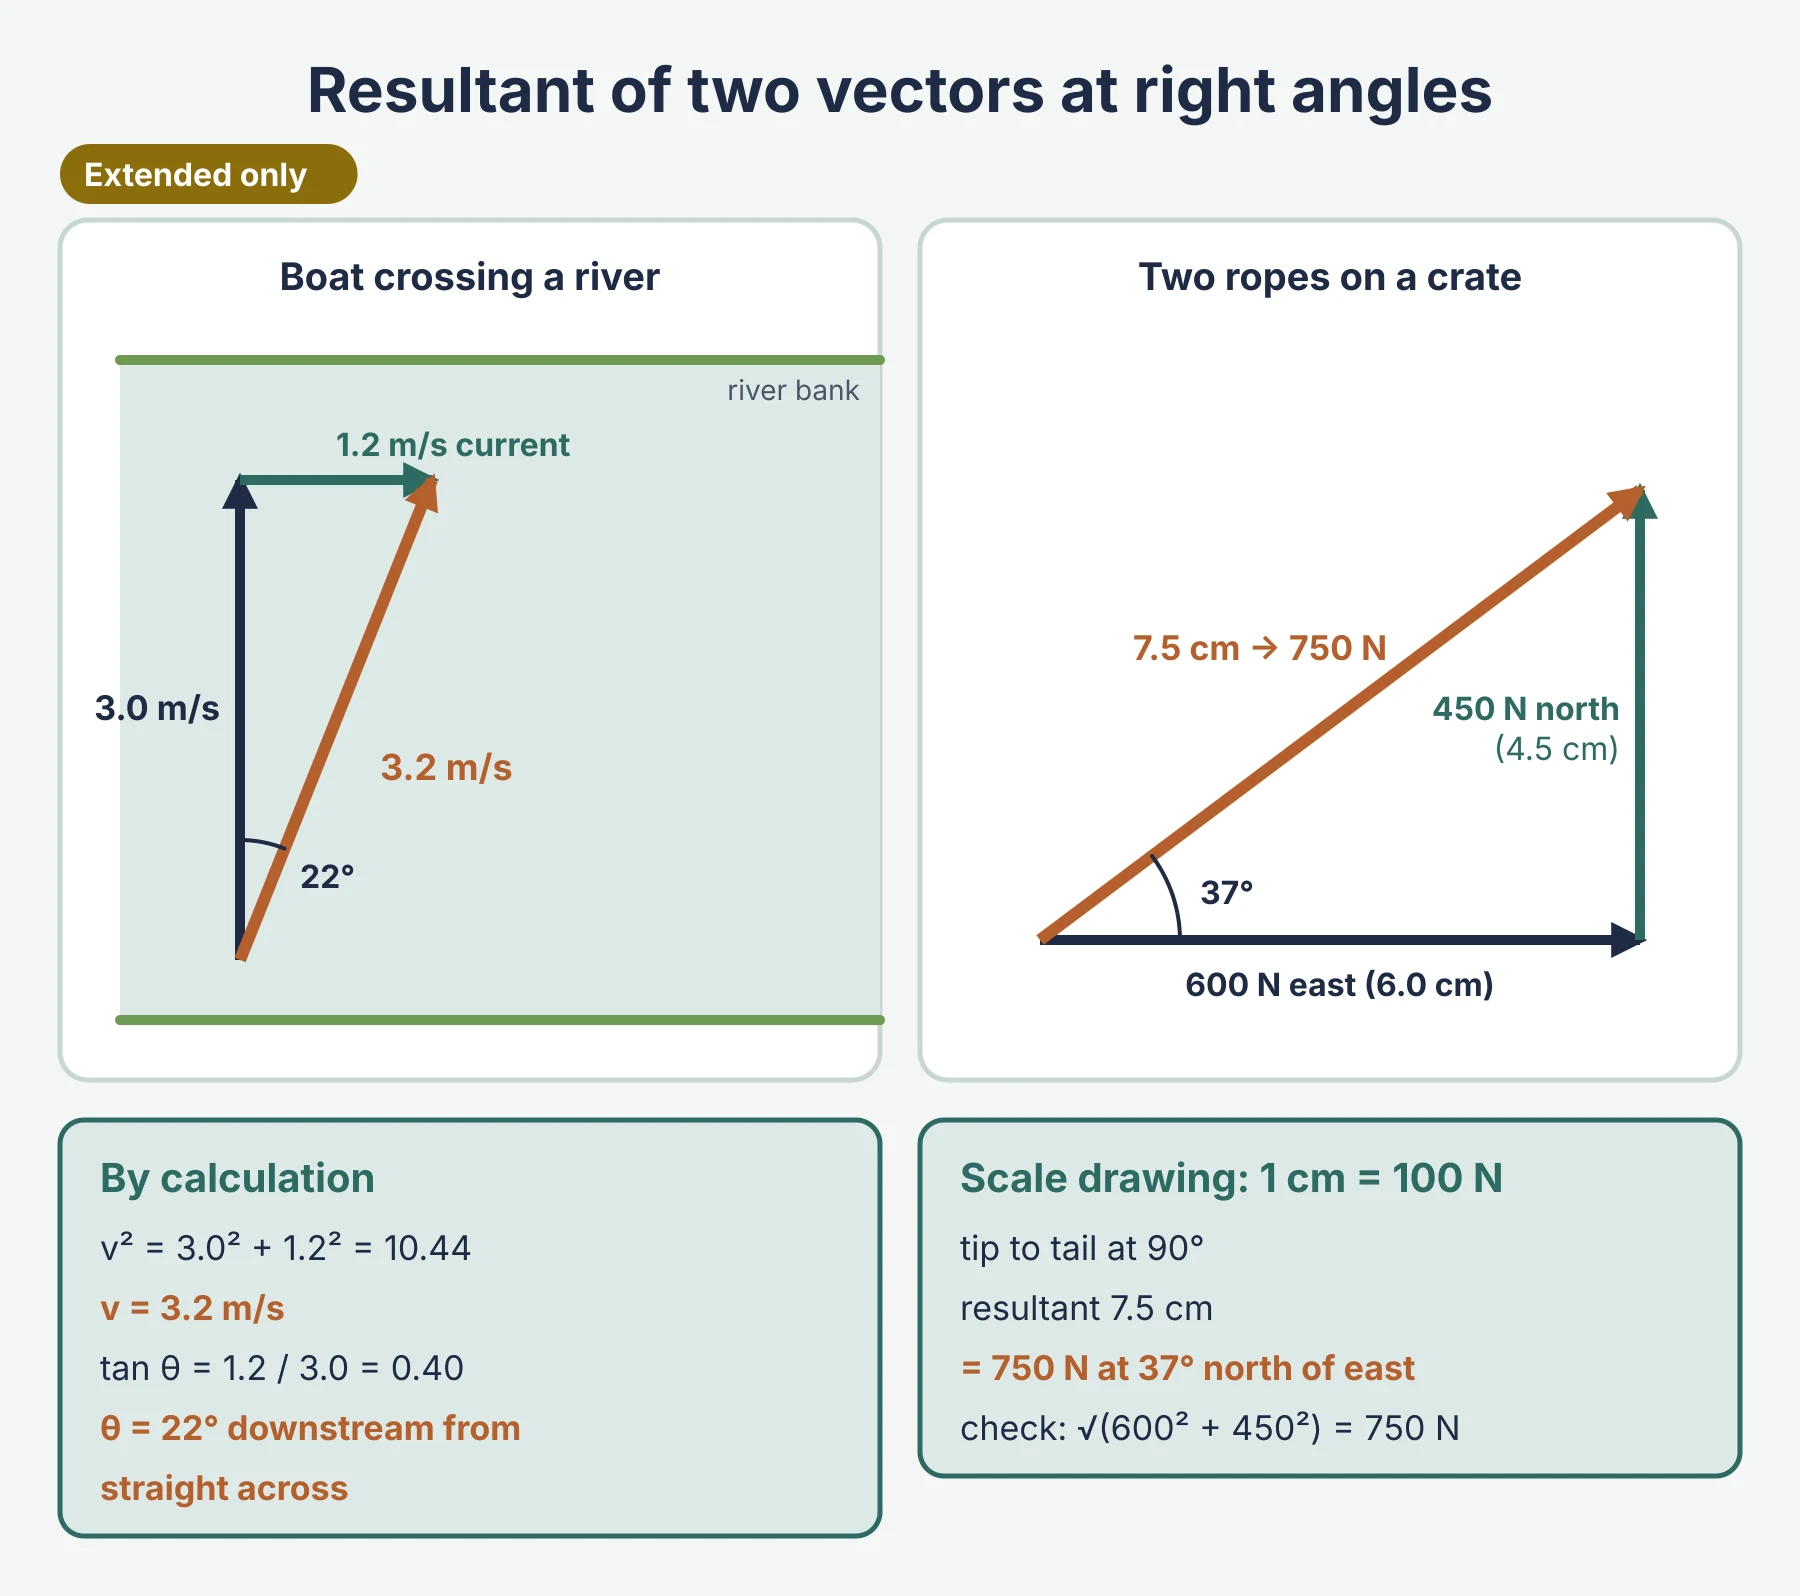 Resultant of two vectors at right angles
Extended only
Boat crossing a river
river bank
1.2 m/s current
3.0 m/s
3.2 m/s
22°
Two ropes on a crate
7.5 cm → 750 N
450 N north
(4.5 cm)
37°
600 N east (6.0 cm)
By calculation
v² = 3.0² + 1.2² = 10.44
v = 3.2 m/s
tan θ = 1.2 / 3.0 = 0.40
θ = 22° downstream from
straight across
Scale drawing: 1 cm = 100 N
tip to tail at 90°
resultant 7.5 cm
= 750 N at 37° north of east
check: √(600² + 450²) = 750 N